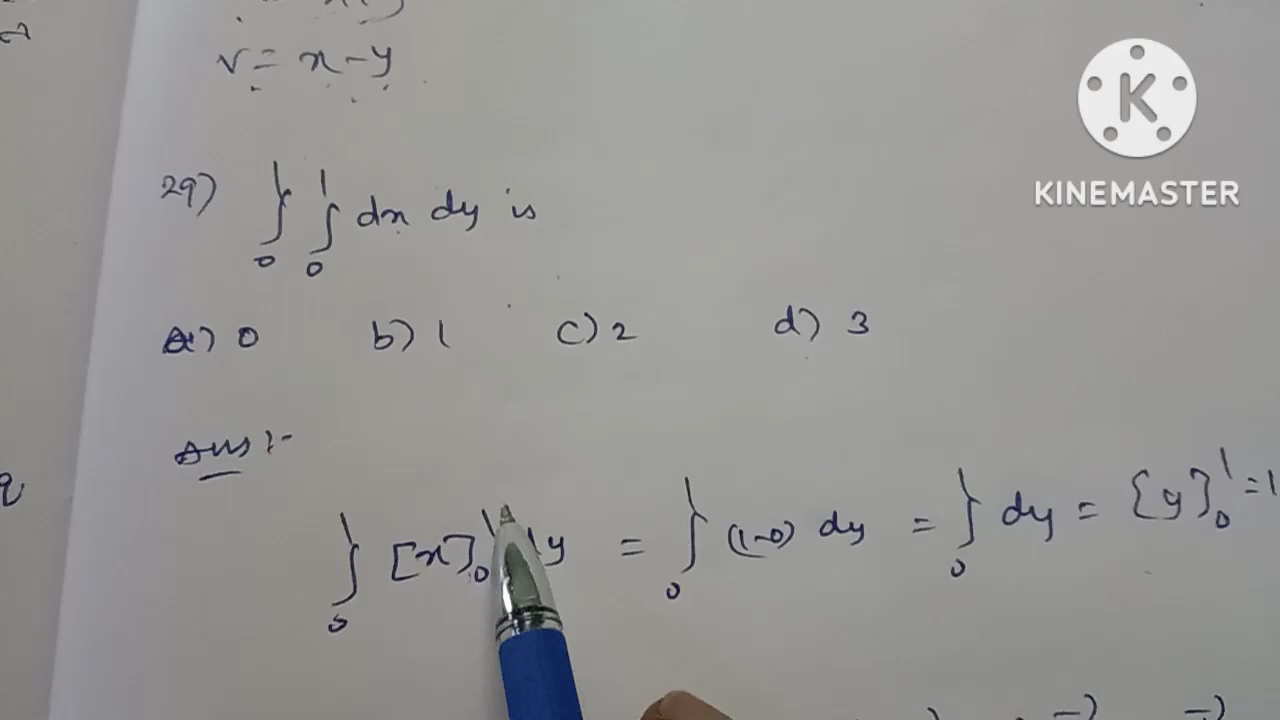 v = x - y
K
KINEMASTER
29) ∫₀¹ ∫₀¹ dx dy is
a) 0 b) 1 c) 2 d) 3
Ans :-
∫₀¹ [x]₀¹ dy = ∫₀¹ (1-0) dy = ∫₀¹ dy = [y]₀¹ = 1